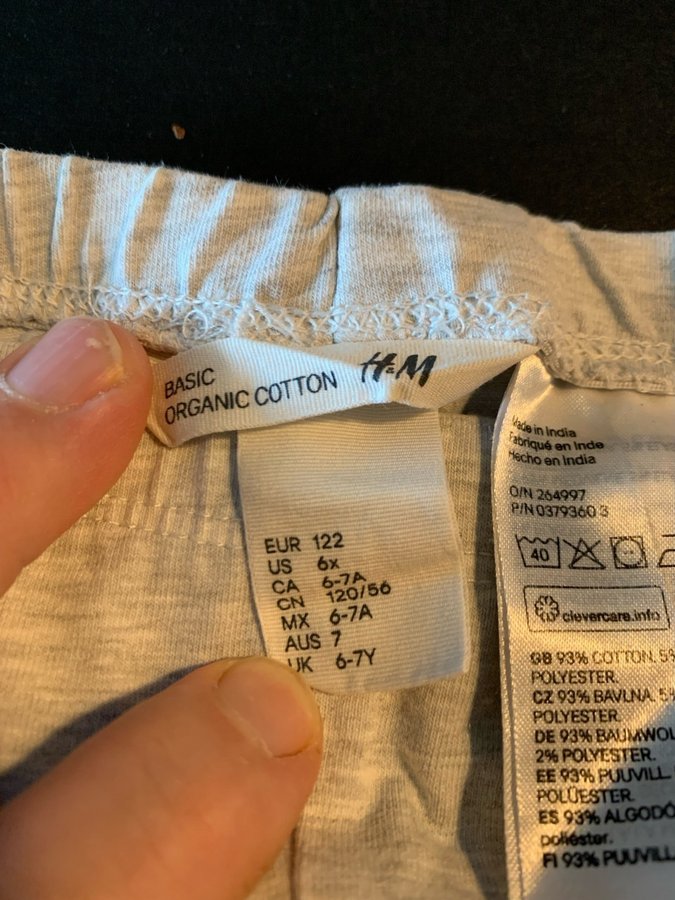 BASIC
ORGANIC COTTON H&M
EUR 122
US 6x
CA 6-7A
CN 120/56
MX 6-7A
AUS 7
UK 6-7Y
Made in India
Fabriqué en Inde
Hecho en India
O/N 264997
P/N 0379360 3
40
clevercare.info
GB 93% COTTON. 5%
POLYESTER.
CZ 93% BAVLNA. 5%
POLYESTER.
DE 93% BAUMWOL
2% POLYESTER.
EE 93% PUUVILL.
POLÜESTER.
ES 93% ALGODÓ
poliéster.
FI 93% PUUVILL